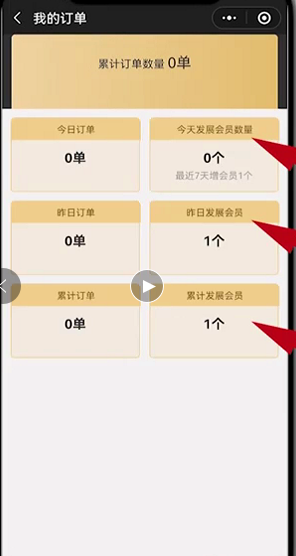 我的订单
累计订单数量 0单
今日订单
今天发展会员数量
0单
0个
最近7天增会员1个
昨日订单
昨日发展会员
0单
1个
累计订单
累计发展会员
0单
1个